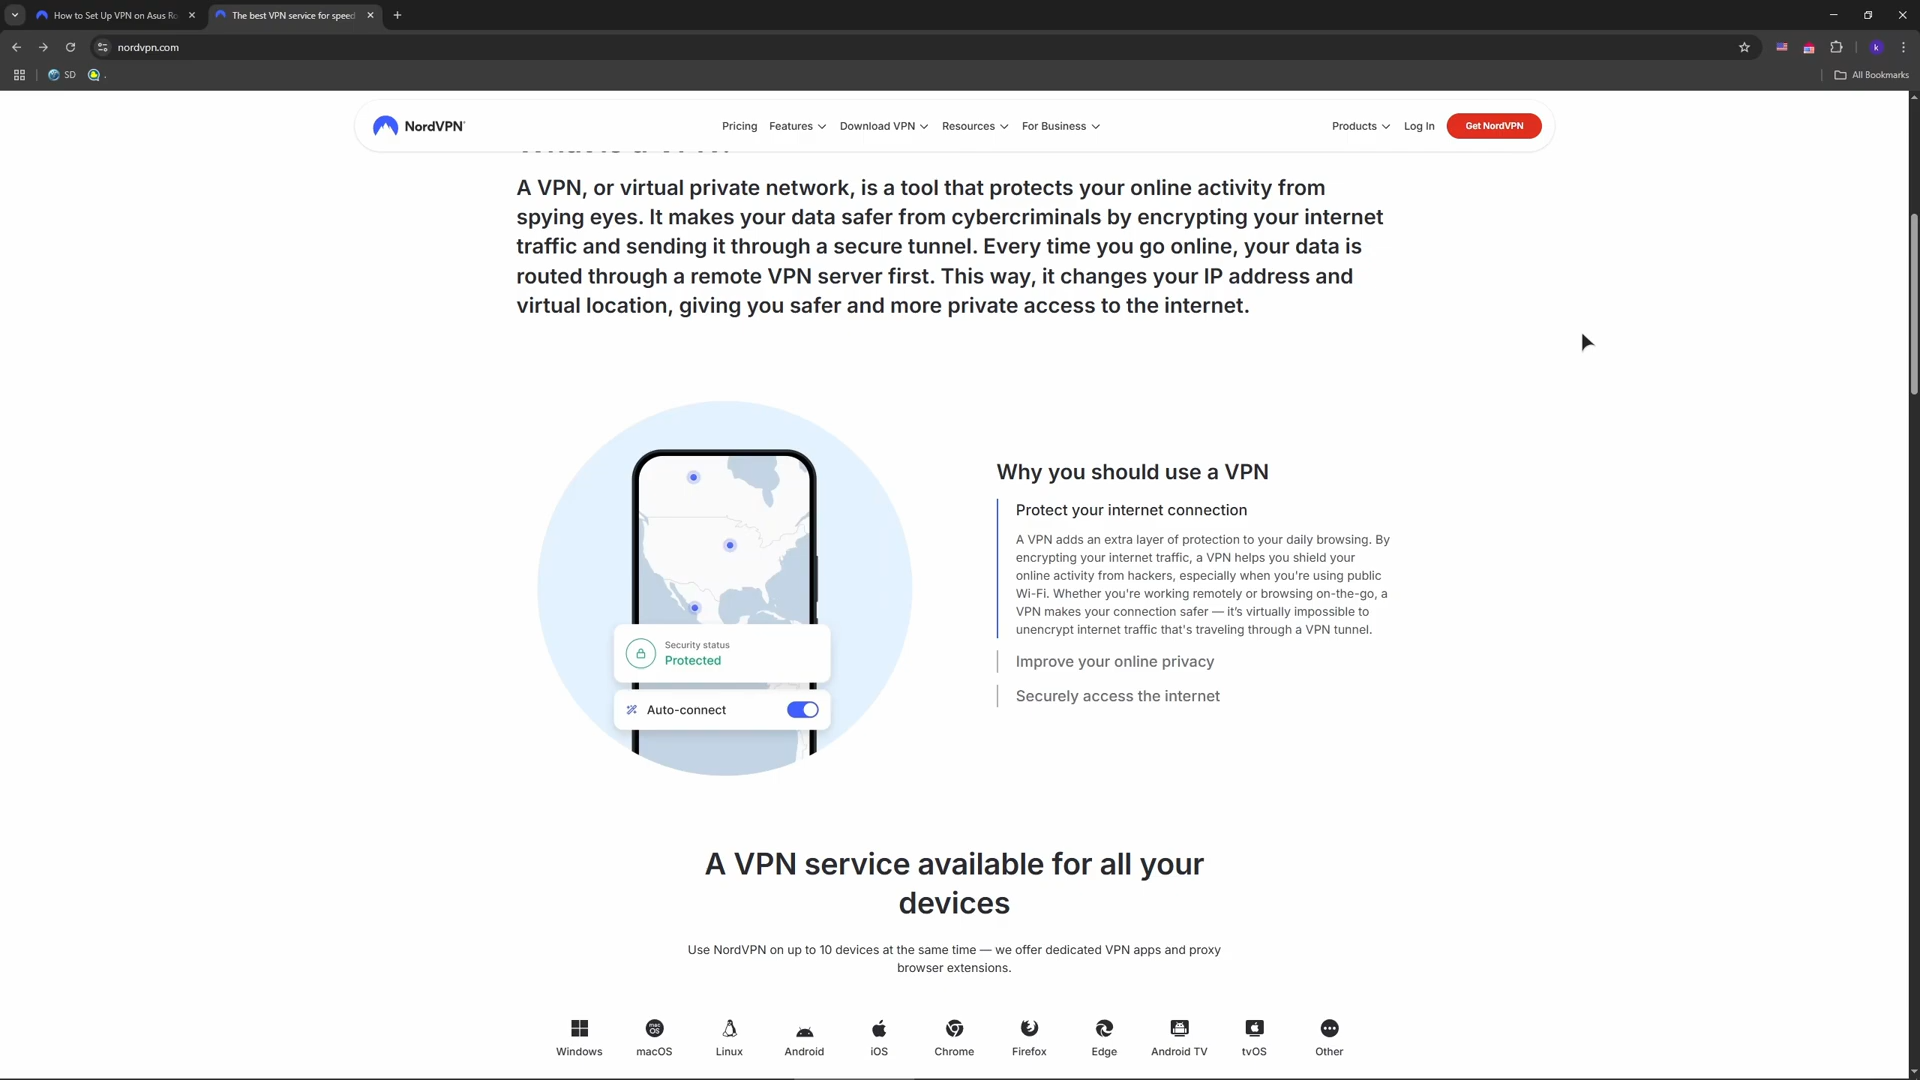 How to Set Up VPN on Asus Ro
The best VPN service for speed
nordvpn.com
k
SD
.
All Bookmarks
NordVPN®
Pricing
Features
Download VPN
Resources
For Business
Products
Log In
Get NordVPN
A VPN, or virtual private network, is a tool that protects your online activity from
spying eyes. It makes your data safer from cybercriminals by encrypting your internet
traffic and sending it through a secure tunnel. Every time you go online, your data is
routed through a remote VPN server first. This way, it changes your IP address and
virtual location, giving you safer and more private access to the internet.
Security status
Protected
Auto-connect
Why you should use a VPN
Protect your internet connection
A VPN adds an extra layer of protection to your daily browsing. By
encrypting your internet traffic, a VPN helps you shield your
online activity from hackers, especially when you're using public
Wi-Fi. Whether you're working remotely or browsing on-the-go, a
VPN makes your connection safer — it's virtually impossible to
unencrypt internet traffic that's traveling through a VPN tunnel.
Improve your online privacy
Securely access the internet
A VPN service available for all your
devices
Use NordVPN on up to 10 devices at the same time — we offer dedicated VPN apps and proxy
browser extensions.
mac
OS
Windows
macOS
Linux
Android
iOS
Chrome
Firefox
Edge
Android TV
tvOS
Other